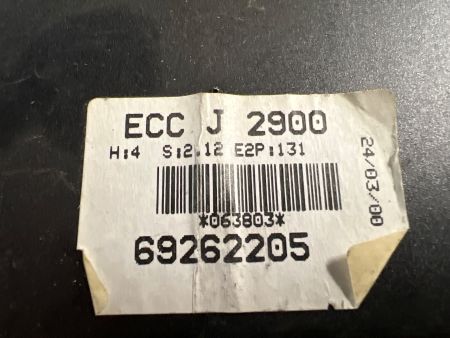 ECC J 2900
H:4 S:2.12 E2P:131
*063803*
69262205
24/03/00